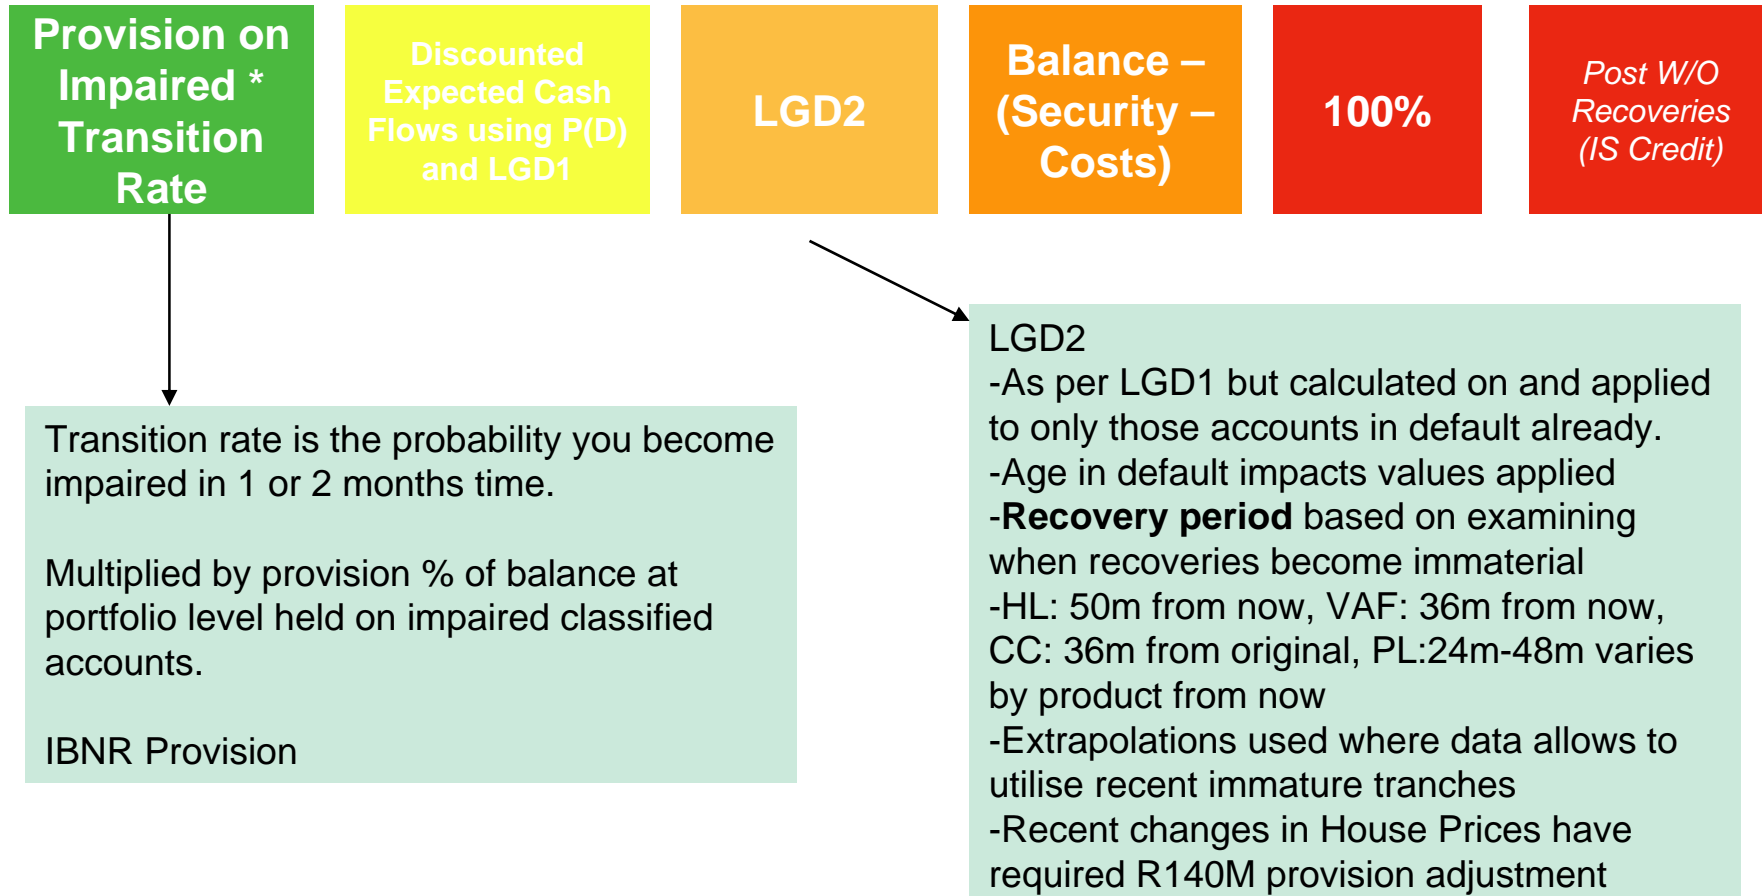 Provision on
Impaired *
Transition
Rate
Discounted
Expected Cash
Flows using P(D)
and LGD1
LGD2
Balance –
(Security –
Costs)
100%
Post W/O
Recoveries
(IS Credit)
Transition rate is the probability you become
impaired in 1 or 2 months time.
Multiplied by provision % of balance at
portfolio level held on impaired classified
accounts.
IBNR Provision
LGD2
-As per LGD1 but calculated on and applied
to only those accounts in default already.
-Age in default impacts values applied
-Recovery period based on examining
when recoveries become immaterial
-HL: 50m from now, VAF: 36m from now,
CC: 36m from original, PL:24m-48m varies
by product from now
-Extrapolations used where data allows to
utilise recent immature tranches
-Recent changes in House Prices have
required R140M provision adjustment